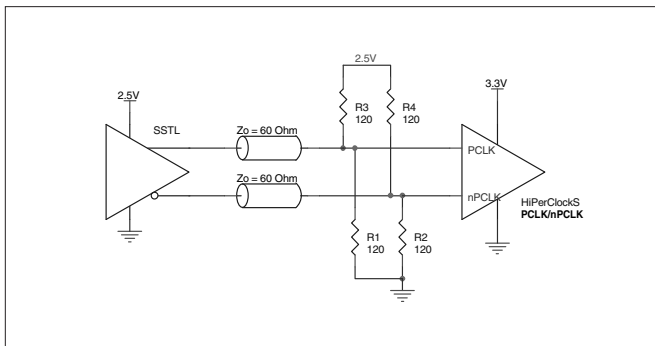 2.5V
3.3V
2.5V
R3
120
R4
120
SSTL
Zo = 60 Ohm
PCLK
Zo = 60 Ohm
nPCLK
HiPerClockS
PCLK/nPCLK
R1
120
R2
120